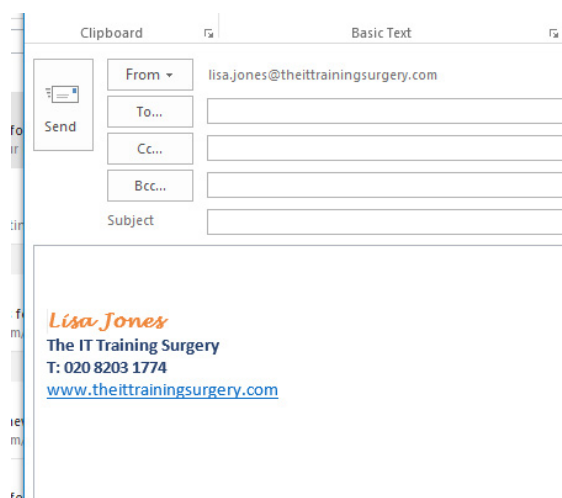 Clipboard
Basic Text
From
lisa.jones@theittrainingsurgery.com
Send
To...
Cc...
Bcc...
Subject
Lisa Jones
The IT Training Surgery
T: 020 8203 1774
www.theittrainingsurgery.com